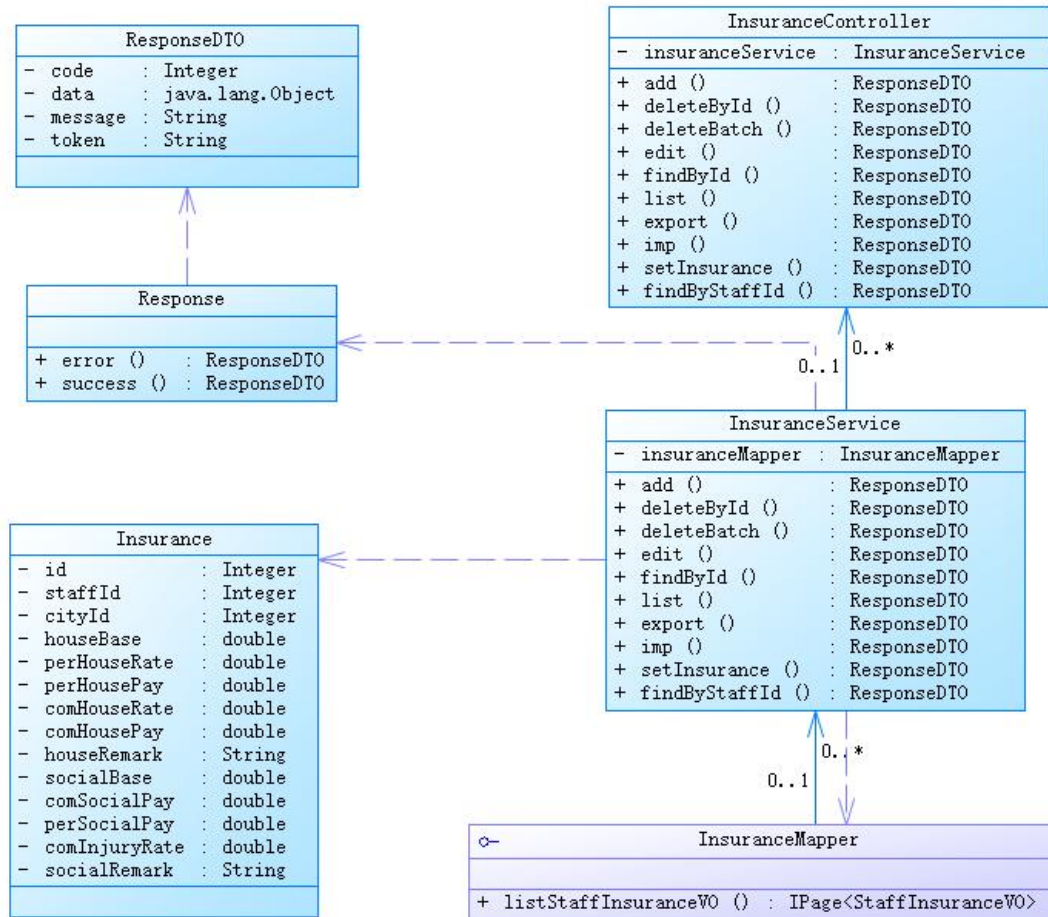 ResponseDTO
- code : Integer
- data : java.lang.Object
- message : String
- token : String
InsuranceController
- insuranceService : InsuranceService
+ add () : ResponseDTO
+ deleteById () : ResponseDTO
+ deleteBatch () : ResponseDTO
+ edit () : ResponseDTO
+ findById () : ResponseDTO
+ list () : ResponseDTO
+ export () : ResponseDTO
+ imp () : ResponseDTO
+ setInsurance () : ResponseDTO
+ findByStaffId () : ResponseDTO
Response
+ error () : ResponseDTO
+ success () : ResponseDTO
0..*
0..1
InsuranceService
- insuranceMapper : InsuranceMapper
+ add () : ResponseDTO
+ deleteById () : ResponseDTO
+ deleteBatch () : ResponseDTO
+ edit () : ResponseDTO
+ findById () : ResponseDTO
+ list () : ResponseDTO
+ export () : ResponseDTO
+ imp () : ResponseDTO
+ setInsurance () : ResponseDTO
+ findByStaffId () : ResponseDTO
Insurance
- id : Integer
- staffId : Integer
- cityId : Integer
- houseBase : double
- perHouseRate : double
- perHousePay : double
- comHouseRate : double
- comHousePay : double
- houseRemark : String
- socialBase : double
- comSocialPay : double
- perSocialPay : double
- comInjuryRate : double
- socialRemark : String
0..*
0..1
InsuranceMapper
+ listStaffInsuranceVO () : IPage<StaffInsuranceVO>